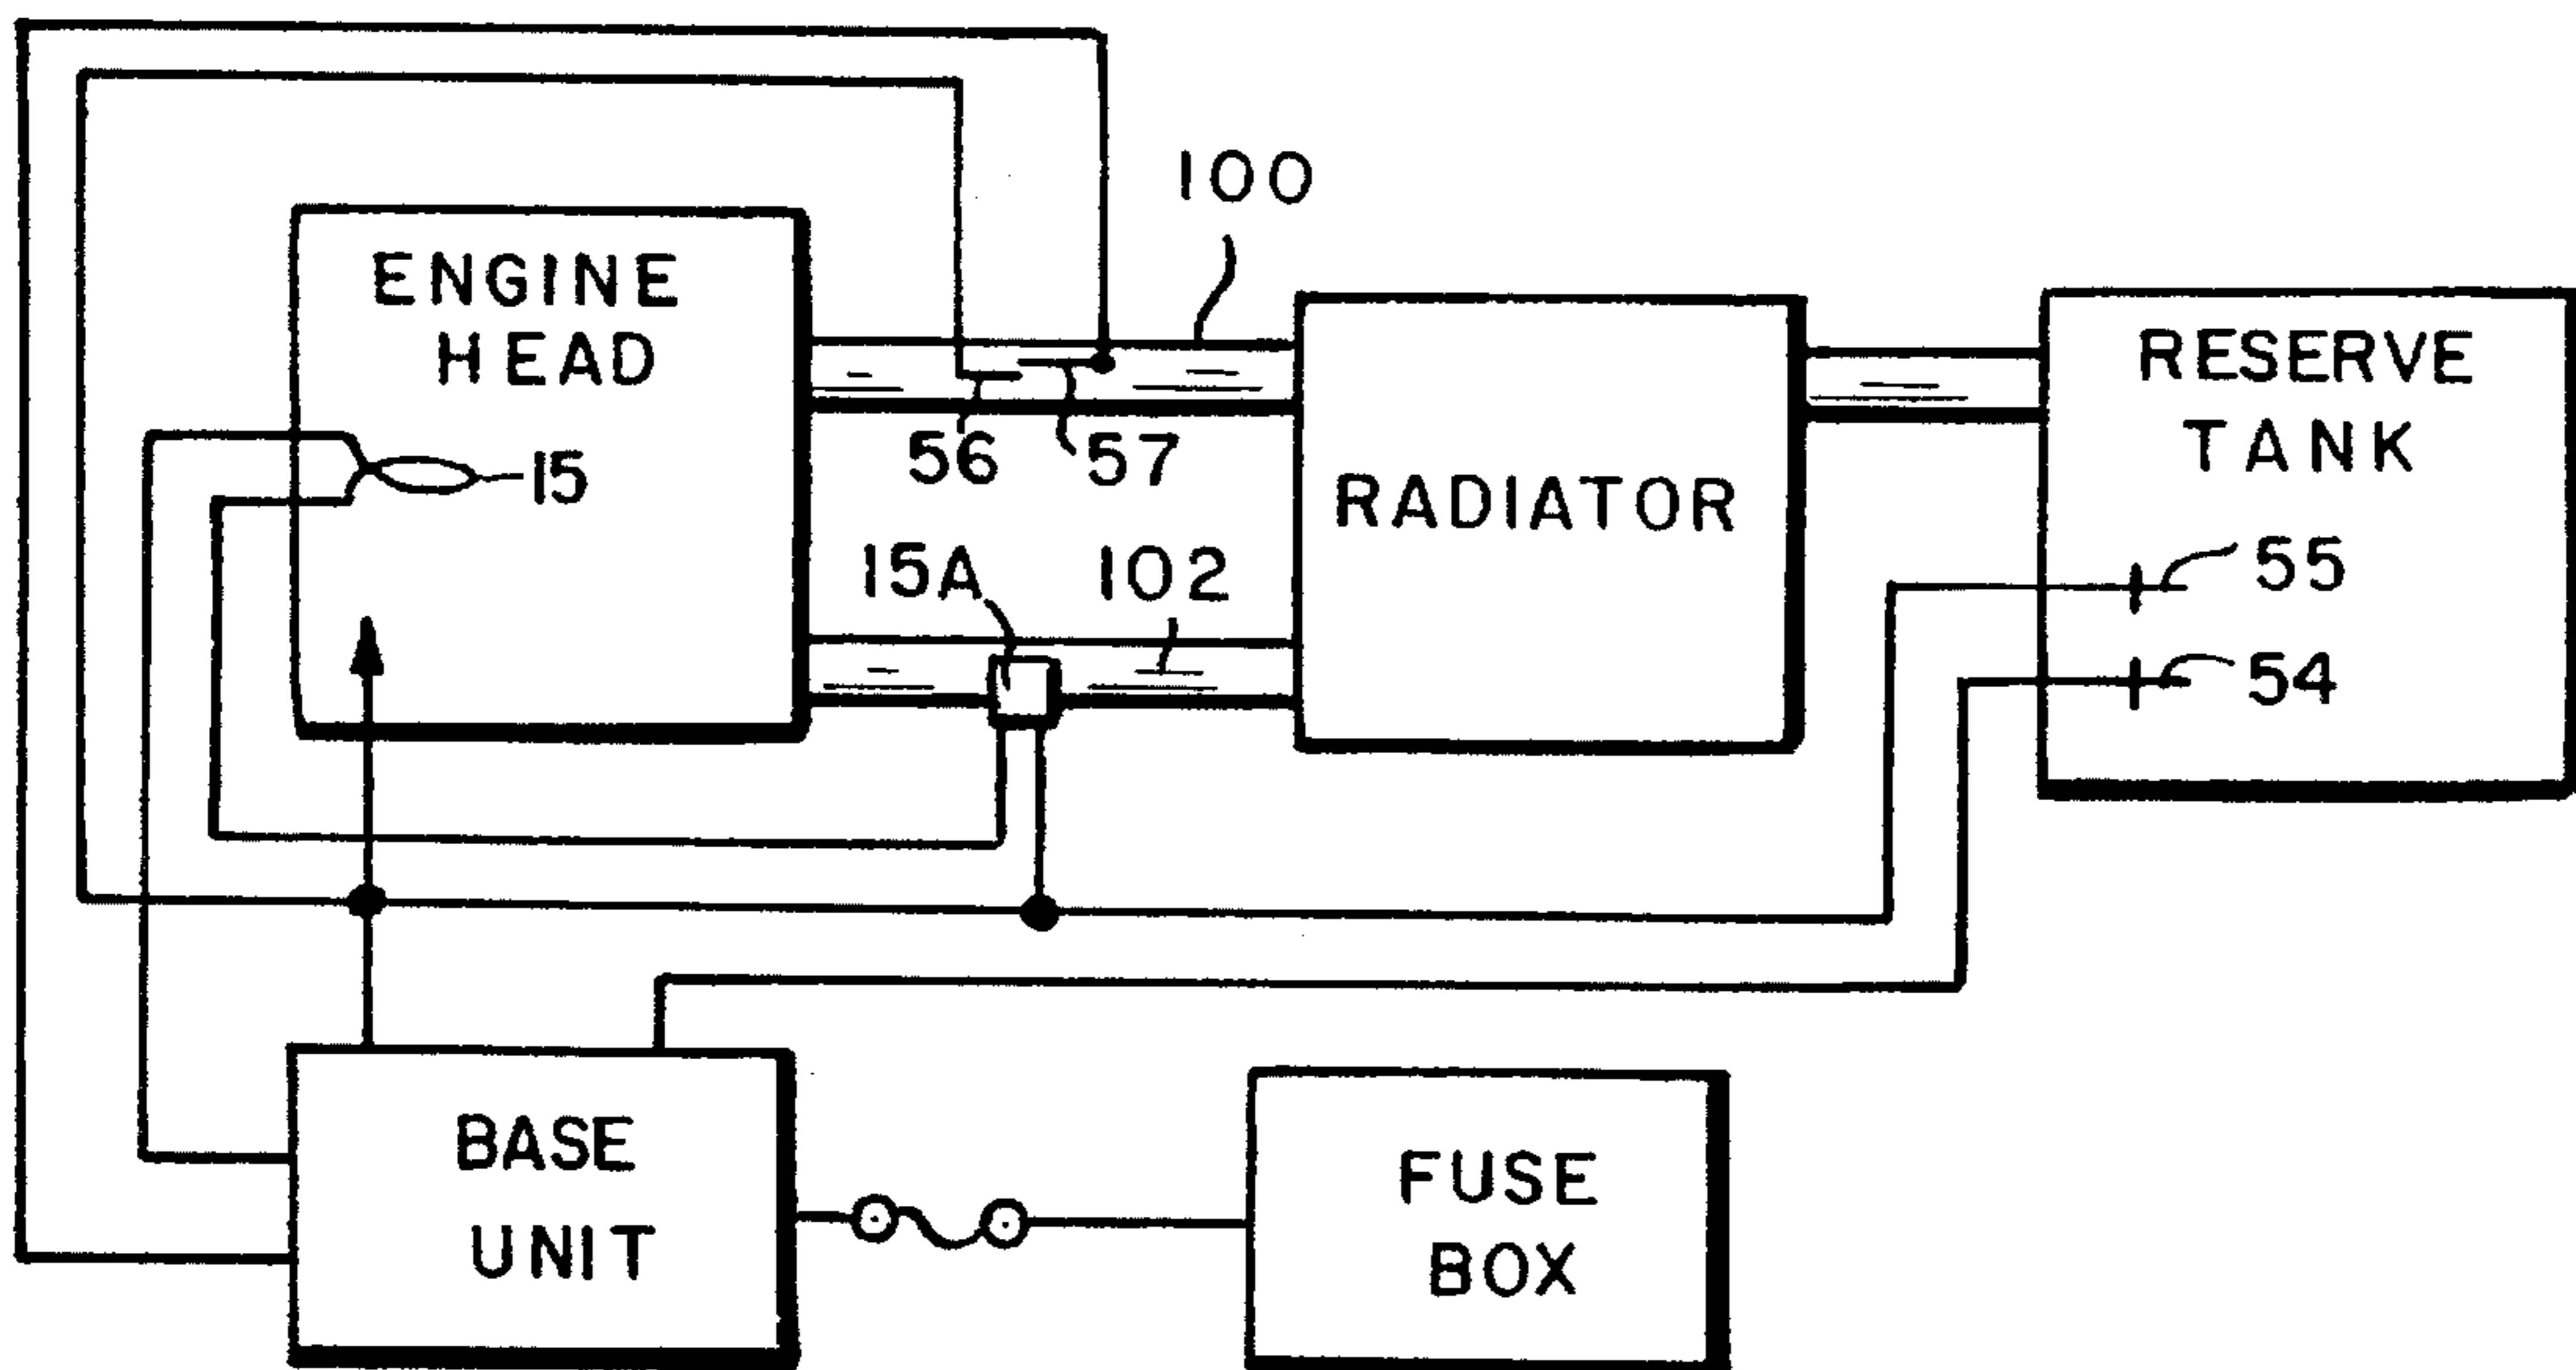 100
ENGINE
HEAD
RESERVE
TANK
56
57
15
RADIATOR
15A
102
55
54
BASE
UNIT
FUSE
BOX